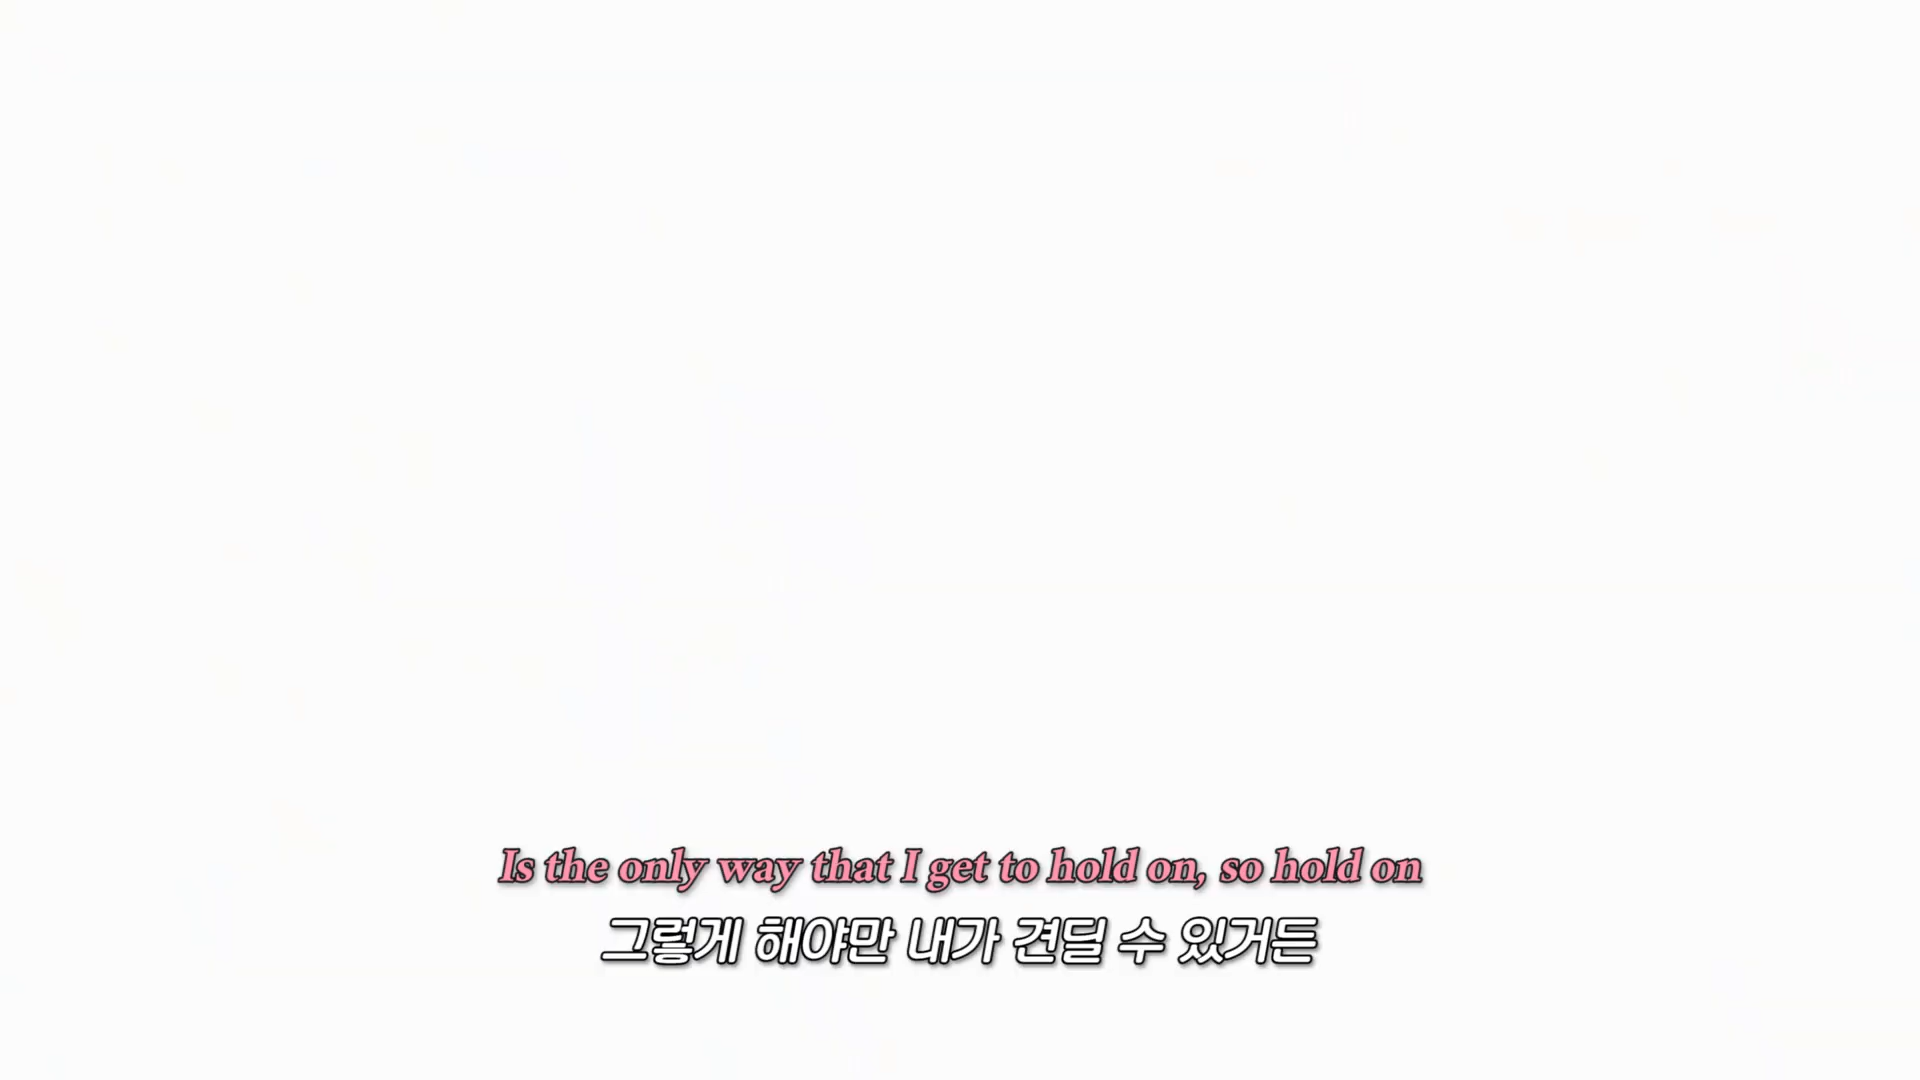 Is the only way that I get to hold on, so hold on
그렇게 해야만 내가 견딜 수 있거든